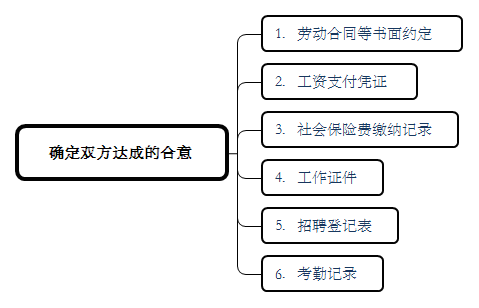 确定双方达成的合意
1. 劳动合同等书面约定
2. 工资支付凭证
3. 社会保险费缴纳记录
4. 工作证件
5. 招聘登记表
6. 考勤记录